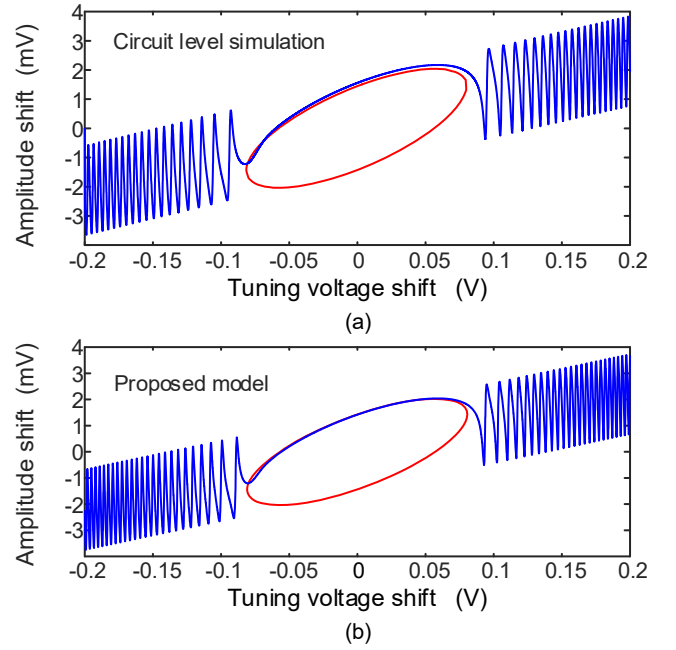 4
3
2
1
0
-1
-2
-3
Amplitude shift (mV)
Circuit level simulation
-0.2 -0.15 -0.1 -0.05 0 0.05 0.1 0.15 0.2
Tuning voltage shift (V)
(a)
4
3
2
1
0
-1
-2
-3
Amplitude shift (mV)
Proposed model
-0.2 -0.15 -0.1 -0.05 0 0.05 0.1 0.15 0.2
Tuning voltage shift (V)
(b)